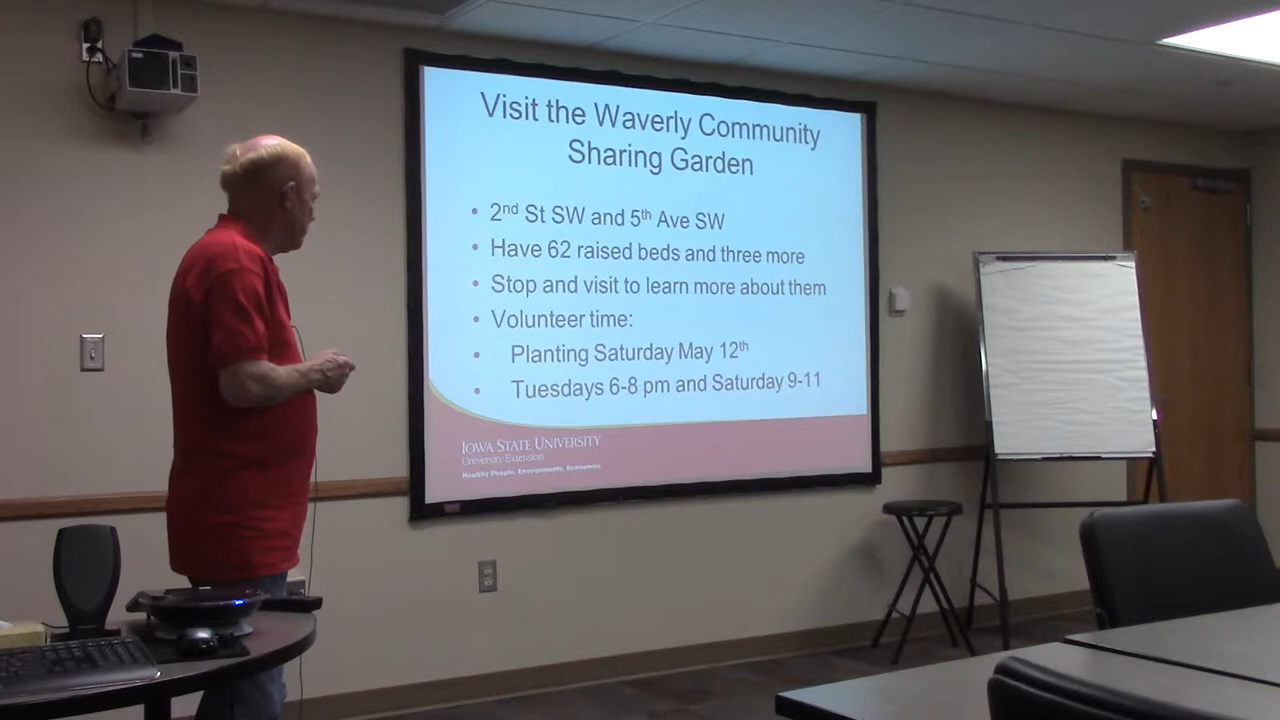 Visit the Waverly Community
Sharing Garden
• 2nd St SW and 5th Ave SW
• Have 62 raised beds and three more
• Stop and visit to learn more about them
• Volunteer time:
• Planting Saturday May 12th
• Tuesdays 6-8 pm and Saturday 9-11
IOWA STATE UNIVERSITY
University Extension
Healthy People. Environments. Economies.